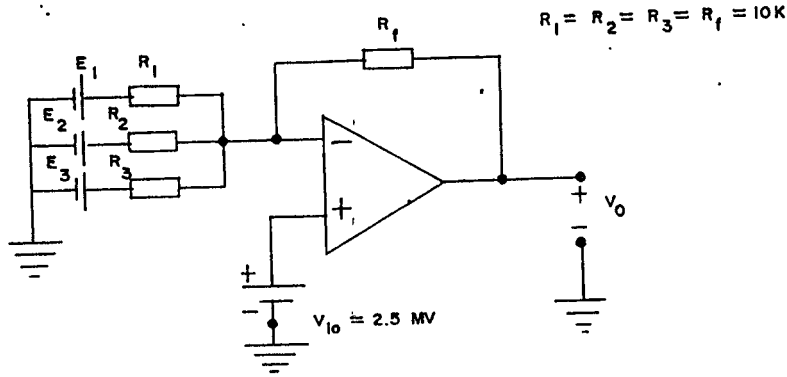 R1 = R2 = R3 = Rf = 10K
Rf
E1 R1
E2 R2
E3 R3
−
+
+
V0
−
+
−
VIo = 2.5 MV